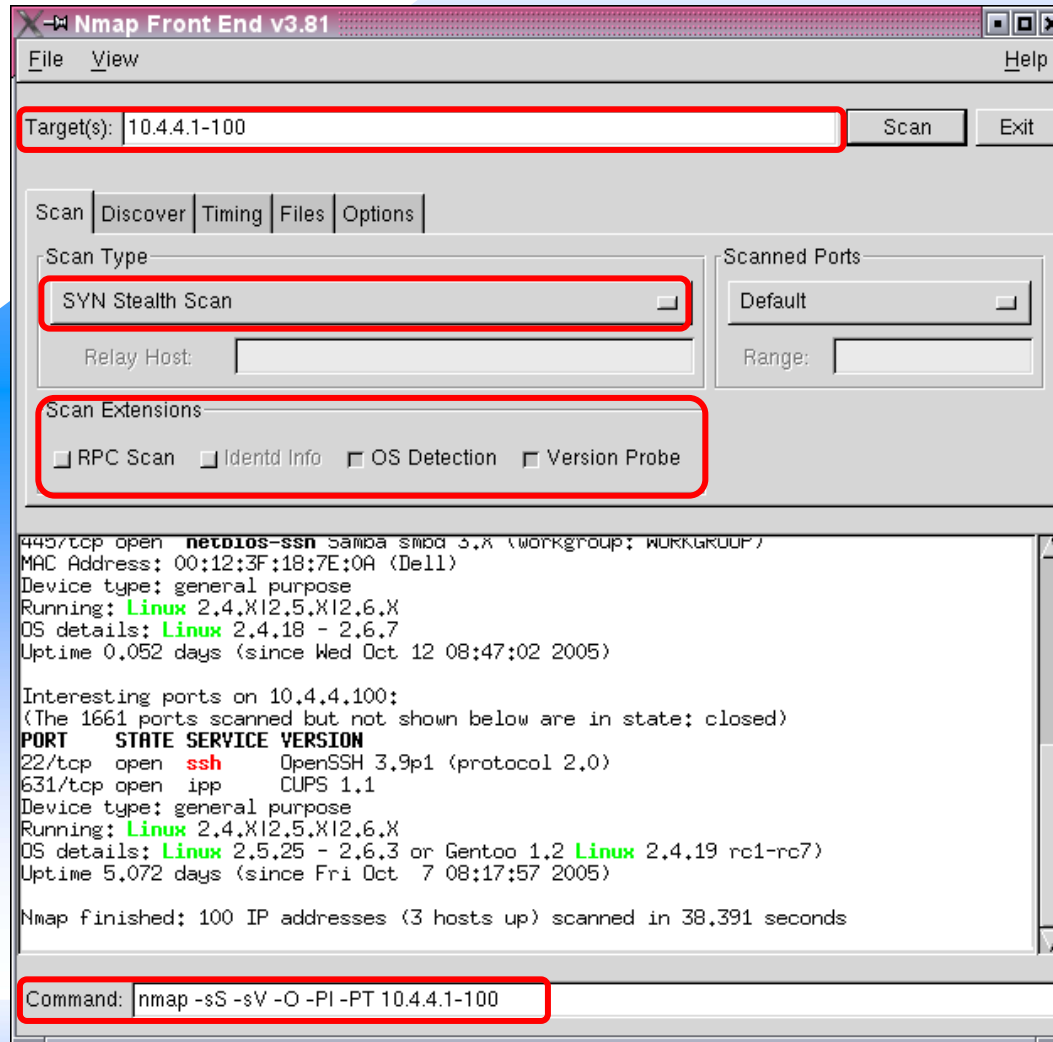 Nmap Front End v3.81
File View Help
Target(s): 10.4.4.1-100 Scan Exit
Scan Discover Timing Files Options
Scan Type
SYN Stealth Scan
Relay Host:
Scanned Ports
Default
Range:
Scan Extensions
RPC Scan Identd Info OS Detection Version Probe
445/tcp open netbios-ssn Samba smbd 3.X (workgroup: WORKGROUP)
MAC Address: 00:12:3F:18:7E:0A (Dell)
Device type: general purpose
Running: Linux 2.4.X|2.5.X|2.6.X
OS details: Linux 2.4.18 - 2.6.7
Uptime 0.052 days (since Wed Oct 12 08:47:02 2005)
Interesting ports on 10.4.4.100:
(The 1661 ports scanned but not shown below are in state: closed)
PORT STATE SERVICE VERSION
22/tcp open ssh OpenSSH 3.9p1 (protocol 2.0)
631/tcp open ipp CUPS 1.1
Device type: general purpose
Running: Linux 2.4.X|2.5.X|2.6.X
OS details: Linux 2.5.25 - 2.6.3 or Gentoo 1.2 Linux 2.4.19 rc1-rc7)
Uptime 5.072 days (since Fri Oct 7 08:17:57 2005)
Nmap finished: 100 IP addresses (3 hosts up) scanned in 38.391 seconds
Command: nmap -sS -sV -O -PI -PT 10.4.4.1-100